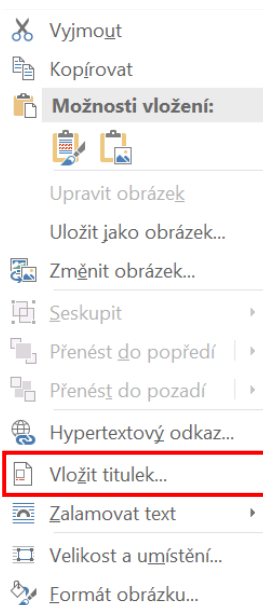 Vyjmout
Kopírovat
Možnosti vložení:
Upravit obrázek
Uložit jako obrázek...
Změnit obrázek...
Seskupit
Přenést do popředí
Přenést do pozadí
Hypertextový odkaz...
Vložit titulek...
Zalamovat text
Velikost a umístění...
Formát obrázku...